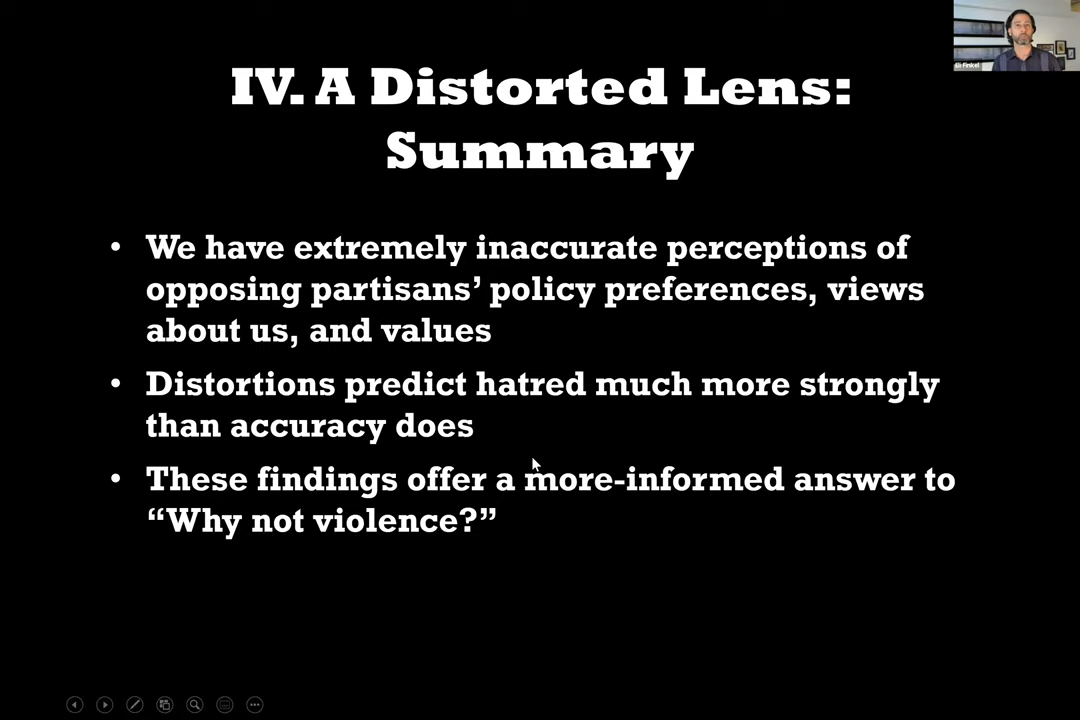 Eli Finkel
IV. A Distorted Lens:
Summary
• We have extremely inaccurate perceptions of
opposing partisans’ policy preferences, views
about us, and values
• Distortions predict hatred much more strongly
than accuracy does
• These findings offer a more-informed answer to
“Why not violence?”